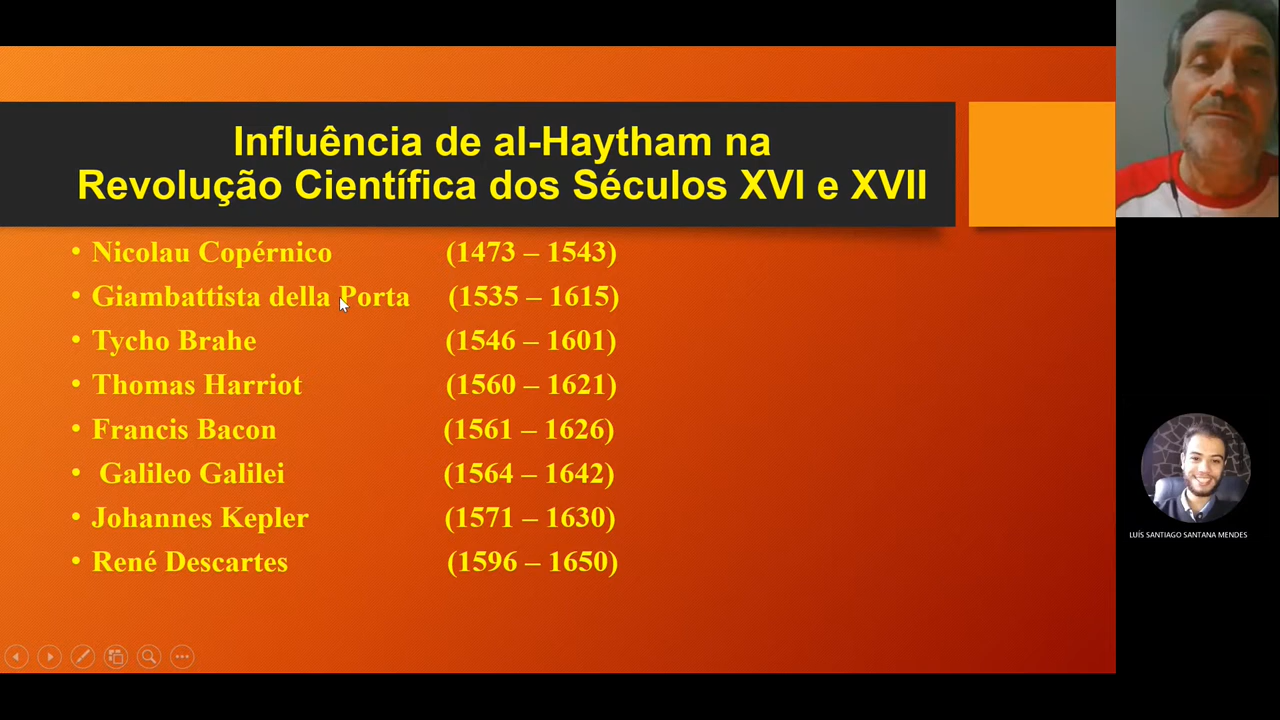 Influência de al-Haytham na
Revolução Científica dos Séculos XVI e XVII
• Nicolau Copérnico (1473 – 1543)
• Giambattista della Porta (1535 – 1615)
• Tycho Brahe (1546 – 1601)
• Thomas Harriot (1560 – 1621)
• Francis Bacon (1561 – 1626)
• Galileo Galilei (1564 – 1642)
• Johannes Kepler (1571 – 1630)
• René Descartes (1596 – 1650)
LUÍS SANTIAGO SANTANA MENDES